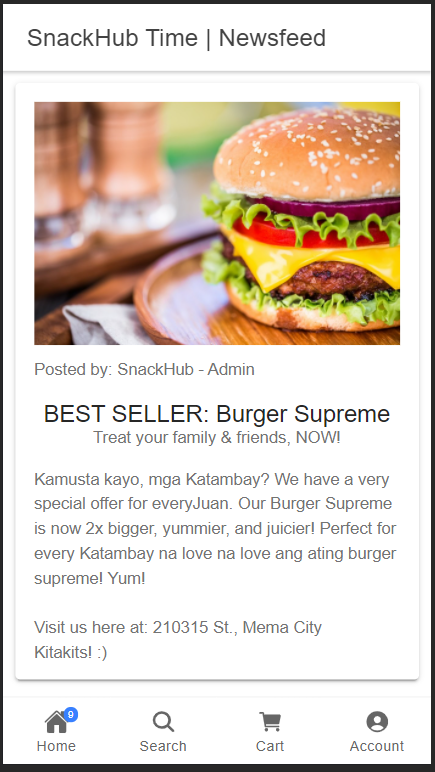 SnackHub Time | Newsfeed
Posted by: SnackHub - Admin
BEST SELLER: Burger Supreme
Treat your family & friends, NOW!
Kamusta kayo, mga Katambay? We have a very
special offer for everyJuan. Our Burger Supreme
is now 2x bigger, yummier, and juicier! Perfect for
every Katambay na love na love ang ating burger
supreme! Yum!
Visit us here at: 210315 St., Mema City
Kitakits! :)
9
Home
Search
Cart
Account